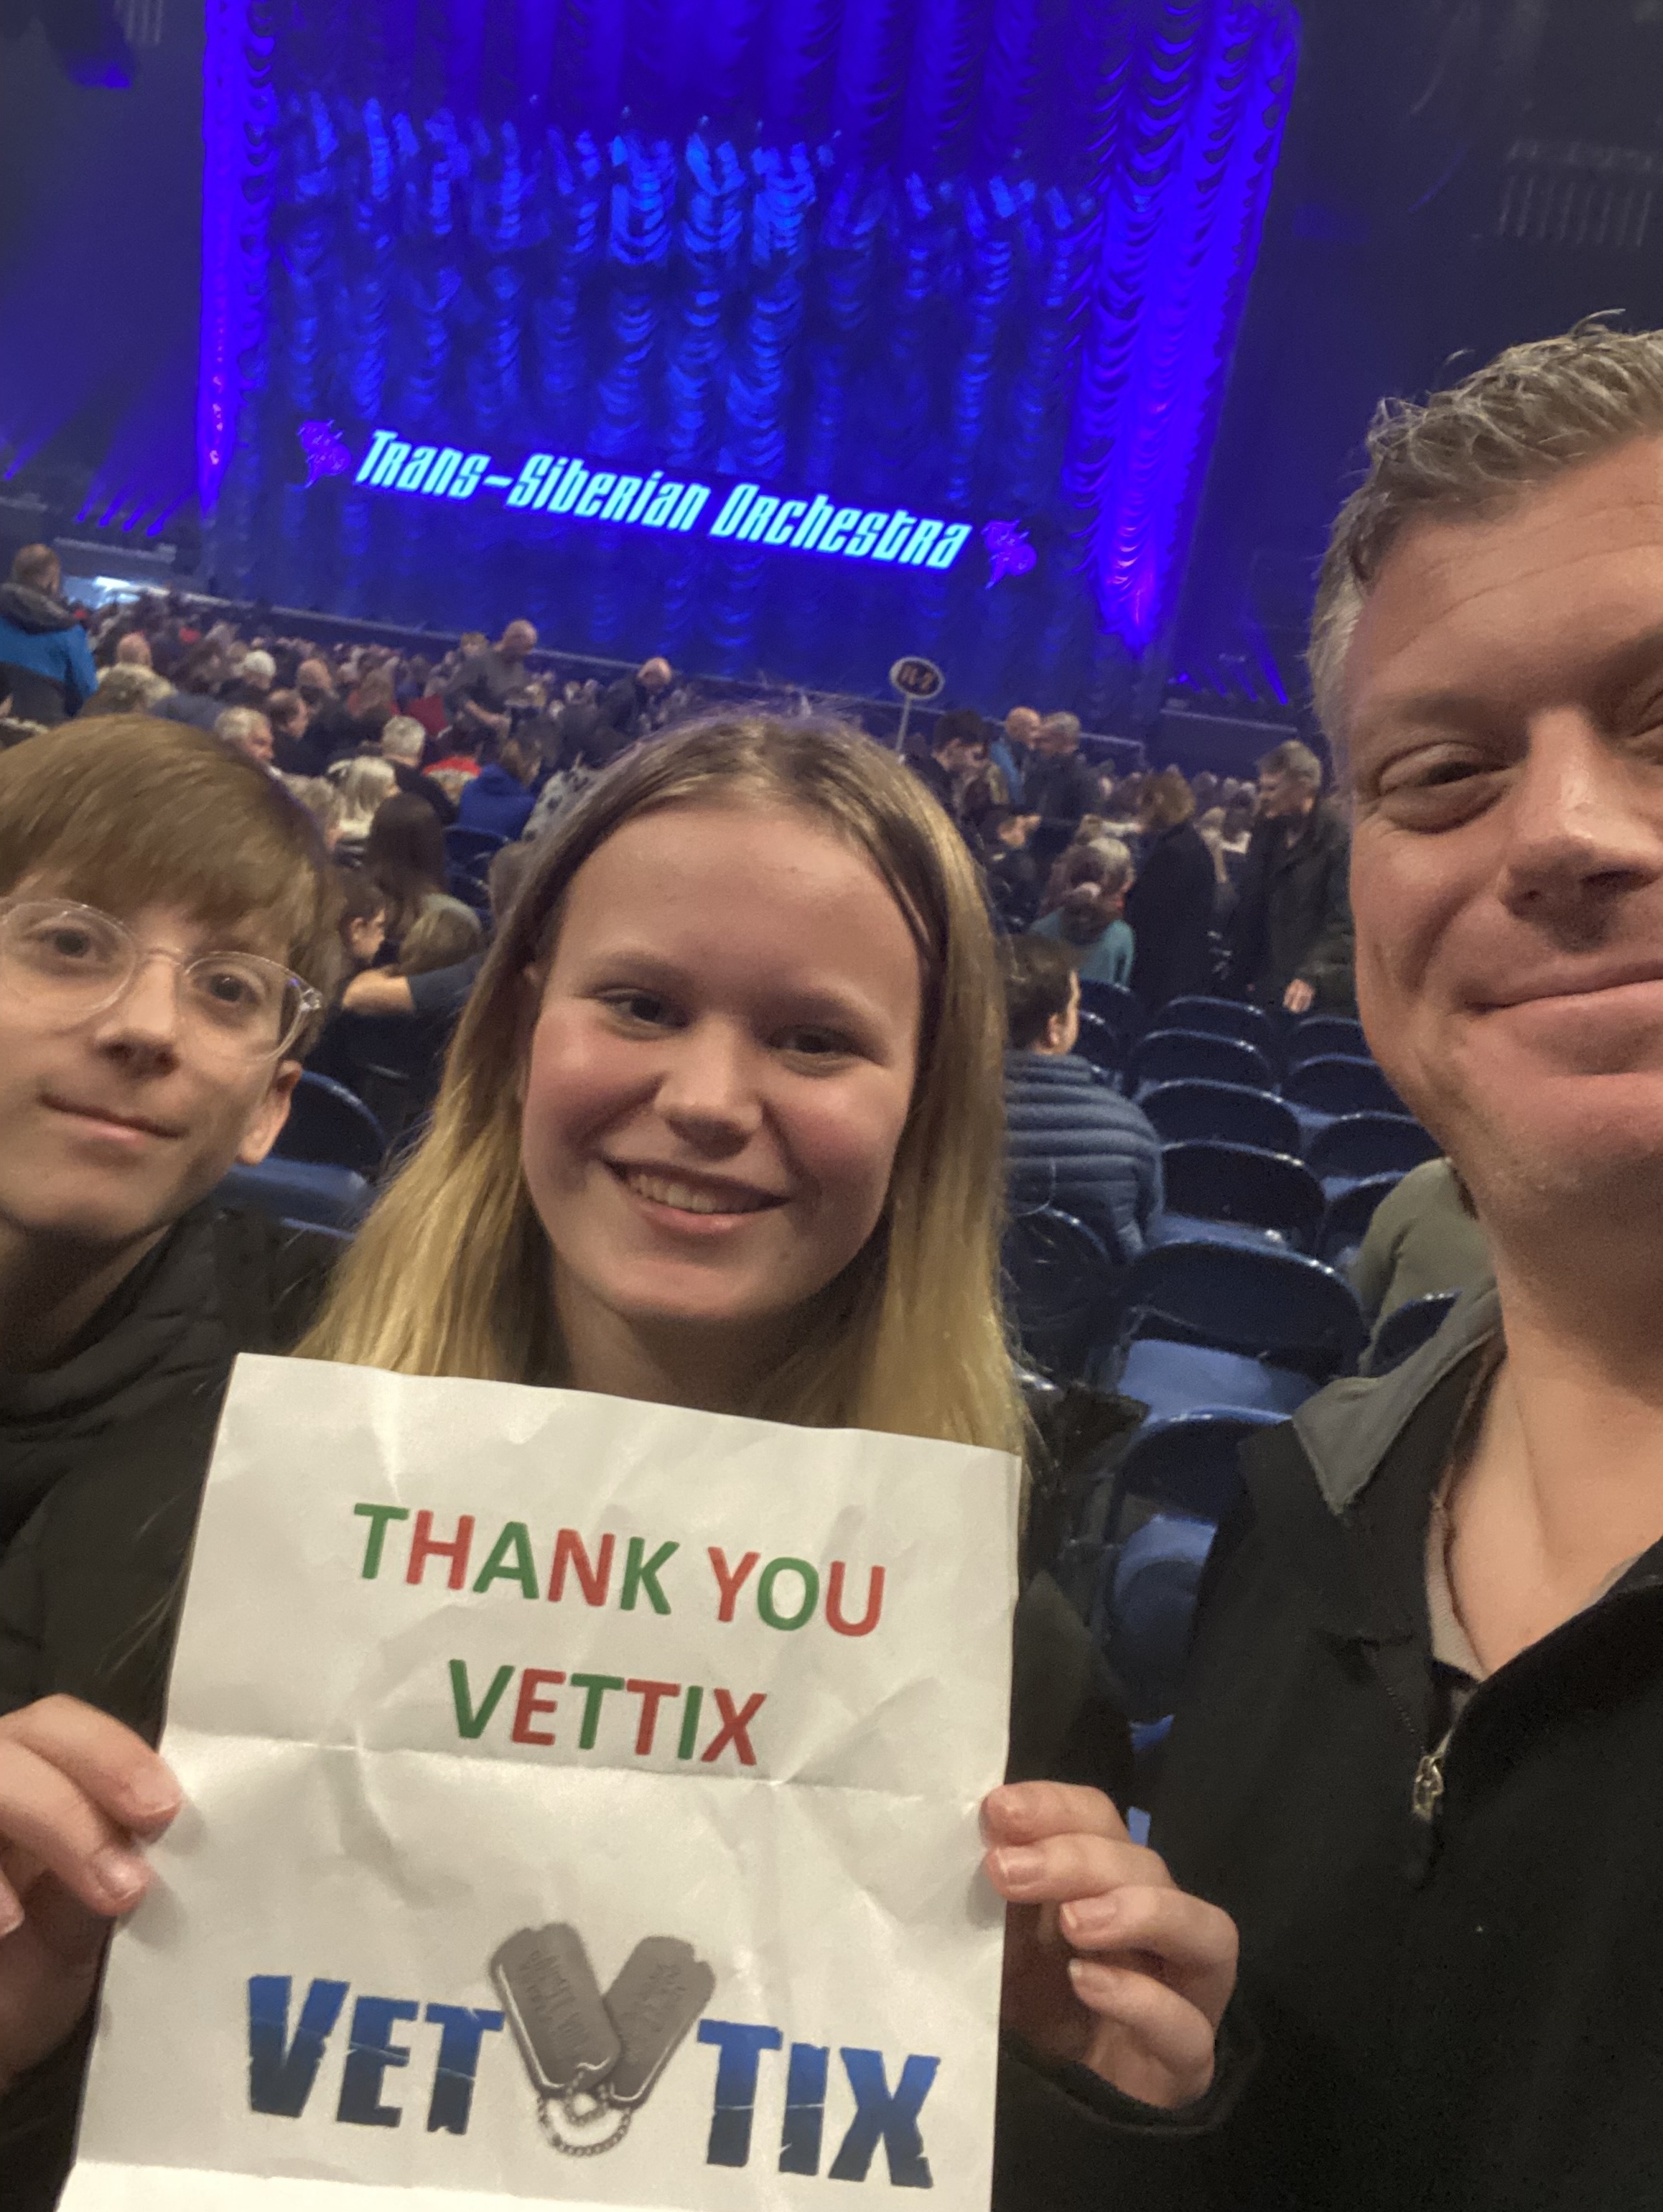 Trans-Siberian Orchestra
THANK YOU
VETTIX
VET TIX